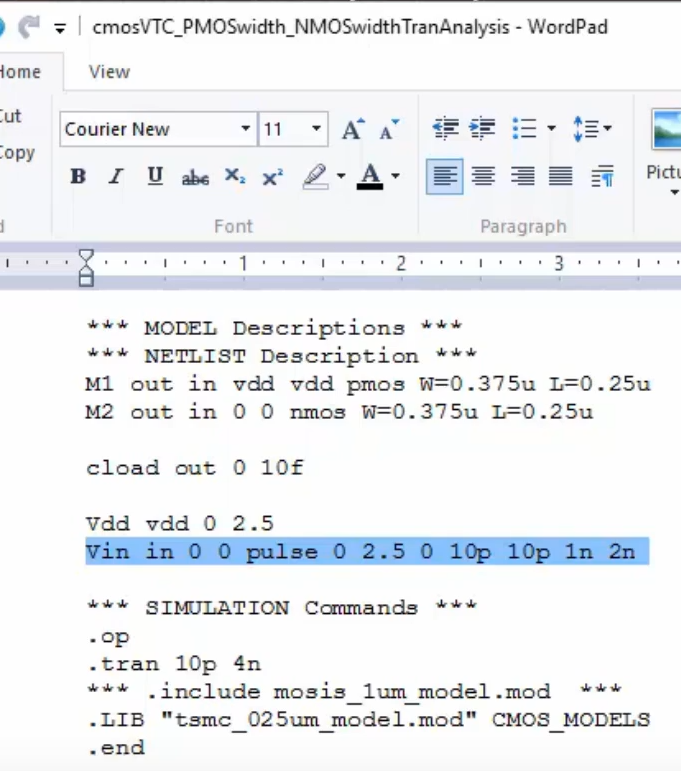 cmosVTC_PMOSwidth_NMOSwidthTranAnalysis - WordPad
Home View
Cut
Copy
Courier New 11 A A
B I U abc X₂ X² A
Font Paragraph
1 2 3
*** MODEL Descriptions ***
*** NETLIST Description ***
M1 out in vdd vdd pmos W=0.375u L=0.25u
M2 out in 0 0 nmos W=0.375u L=0.25u
cload out 0 10f
Vdd vdd 0 2.5
Vin in 0 0 pulse 0 2.5 0 10p 10p 1n 2n
*** SIMULATION Commands ***
.op
.tran 10p 4n
*** .include mosis_1um_model.mod ***
.LIB "tsmc_025um_model.mod" CMOS_MODELS
.end